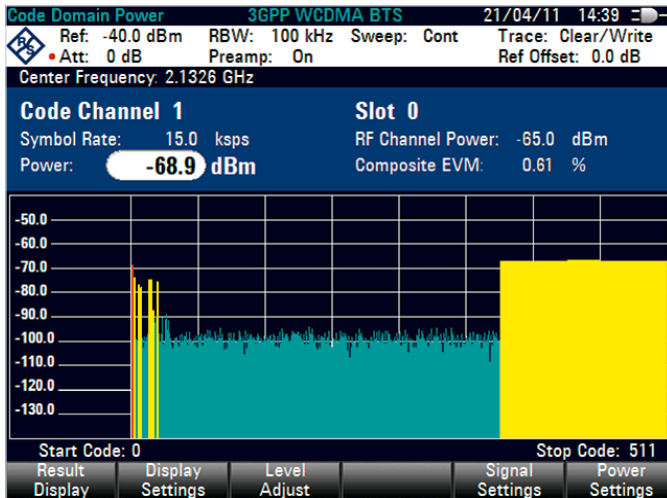 Code Domain Power 3GPP WCDMA BTS 21/04/11 14:39
Ref: -40.0 dBm RBW: 100 kHz Sweep: Cont Trace: Clear/Write
Att: 0 dB Preamp: On Ref Offset: 0.0 dB
Center Frequency: 2.1326 GHz
Code Channel 1 Slot 0
Symbol Rate: 15.0 ksps RF Channel Power: -65.0 dBm
Power: -68.9 dBm Composite EVM: 0.61 %
-50.0
-60.0
-70.0
-80.0
-90.0
-100.0
-110.0
-120.0
-130.0
Start Code: 0 Stop Code: 511
Result Display Level Signal Power
Display Settings Adjust Settings Settings